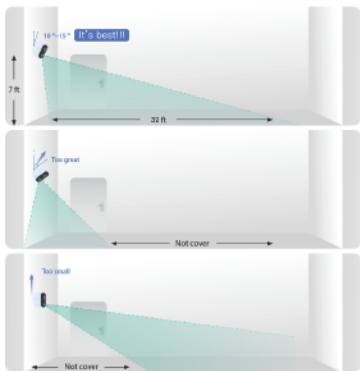 10°~15° It's best!!!
7 ft
32 ft
Too great
Not cover
Too small
Not cover